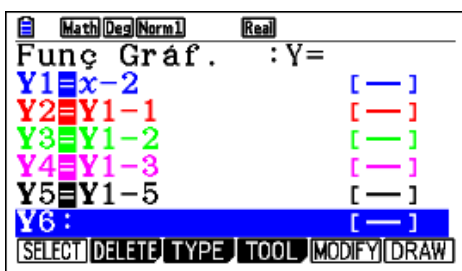 Math Deg Norm1 Real
Funç Gráf. :Y=
Y1=x−2 [—]
Y2=Y1−1 [—]
Y3=Y1−2 [—]
Y4=Y1−3 [—]
Y5=Y1−5 [—]
Y6: [—]
SELECT DELETE TYPE TOOL MODIFY DRAW